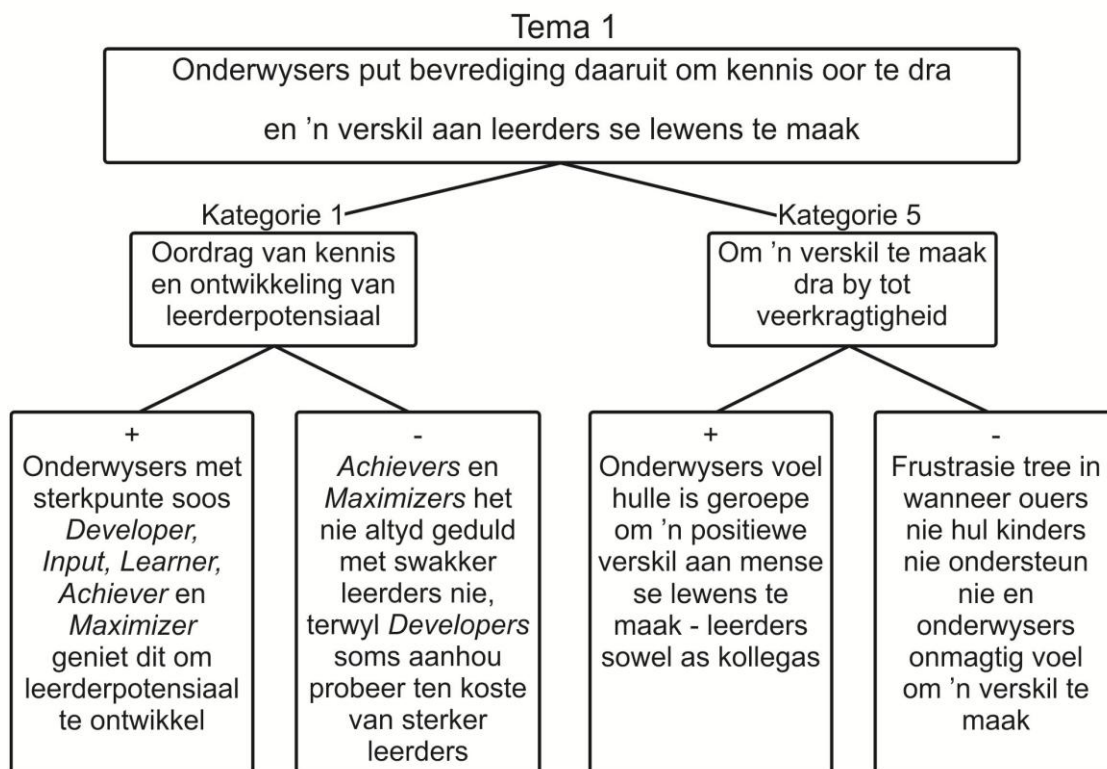 Tema 1
Onderwysers put bevrediging daaruit om kennis oor te dra
en ’n verskil aan leerders se lewens te maak
Kategorie 1
Oordrag van kennis
en ontwikkeling van
leerderpotensiaal
Kategorie 5
Om ’n verskil te maak
dra by tot
veerkragtigheid
+
Onderwysers met
sterkpunte soos
Developer,
Input, Learner,
Achiever en
Maximizer
geniet dit om
leerderpotensiaal
te ontwikkel
-
Achievers en
Maximizers het
nie altyd geduld
met swakker
leerders nie,
terwyl Developers
soms aanhou
probeer ten koste
van sterker
leerders
+
Onderwysers voel
hulle is geroepe
om ’n positiewe
verskil aan mense
se lewens te
maak - leerders
sowel as kollegas
-
Frustrasie tree in
wanneer ouers
nie hul kinders
nie ondersteun
nie en
onderwysers
onmagtig voel
om ’n verskil te
maak